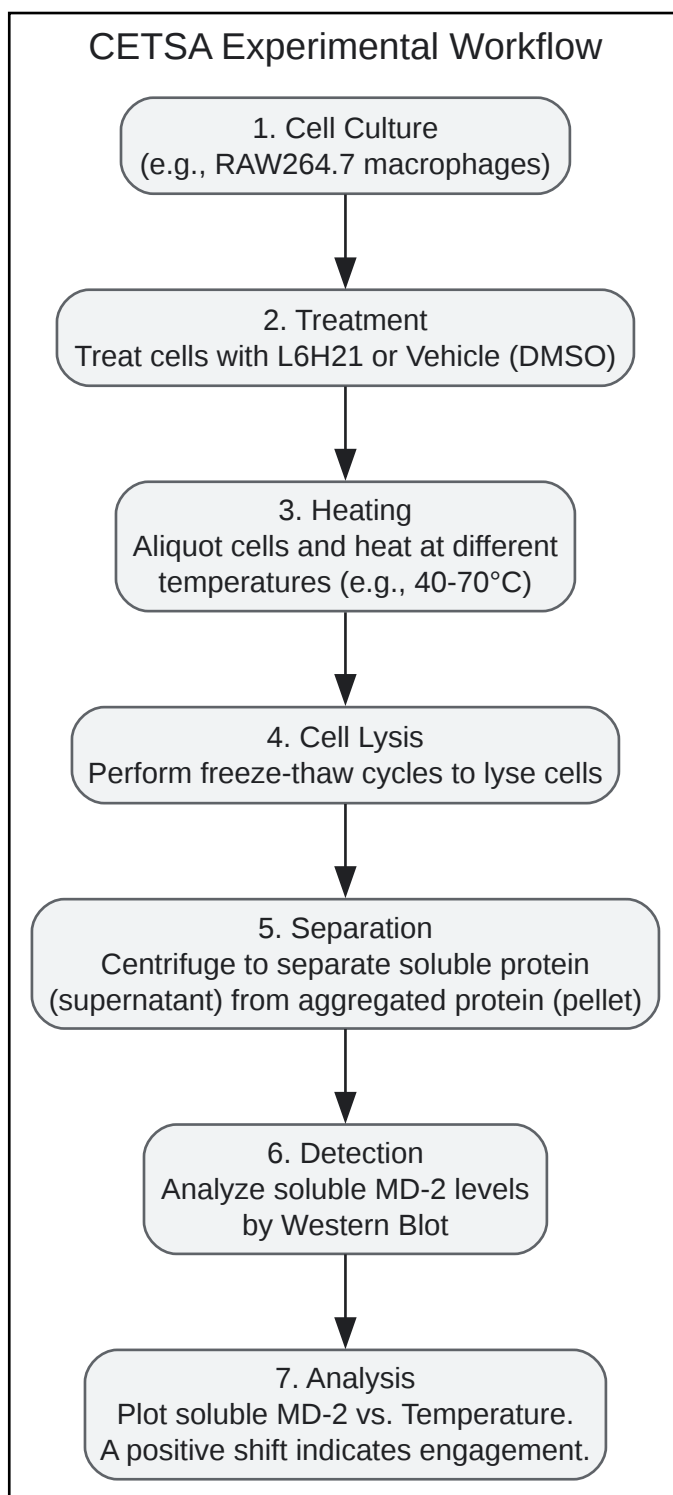 CETSA Experimental Workflow
1. Cell Culture
(e.g., RAW264.7 macrophages)
2. Treatment
Treat cells with L6H21 or Vehicle (DMSO)
3. Heating
Aliquot cells and heat at different
temperatures (e.g., 40-70°C)
4. Cell Lysis
Perform freeze-thaw cycles to lyse cells
5. Separation
Centrifuge to separate soluble protein
(supernatant) from aggregated protein (pellet)
6. Detection
Analyze soluble MD-2 levels
by Western Blot
7. Analysis
Plot soluble MD-2 vs. Temperature.
A positive shift indicates engagement.